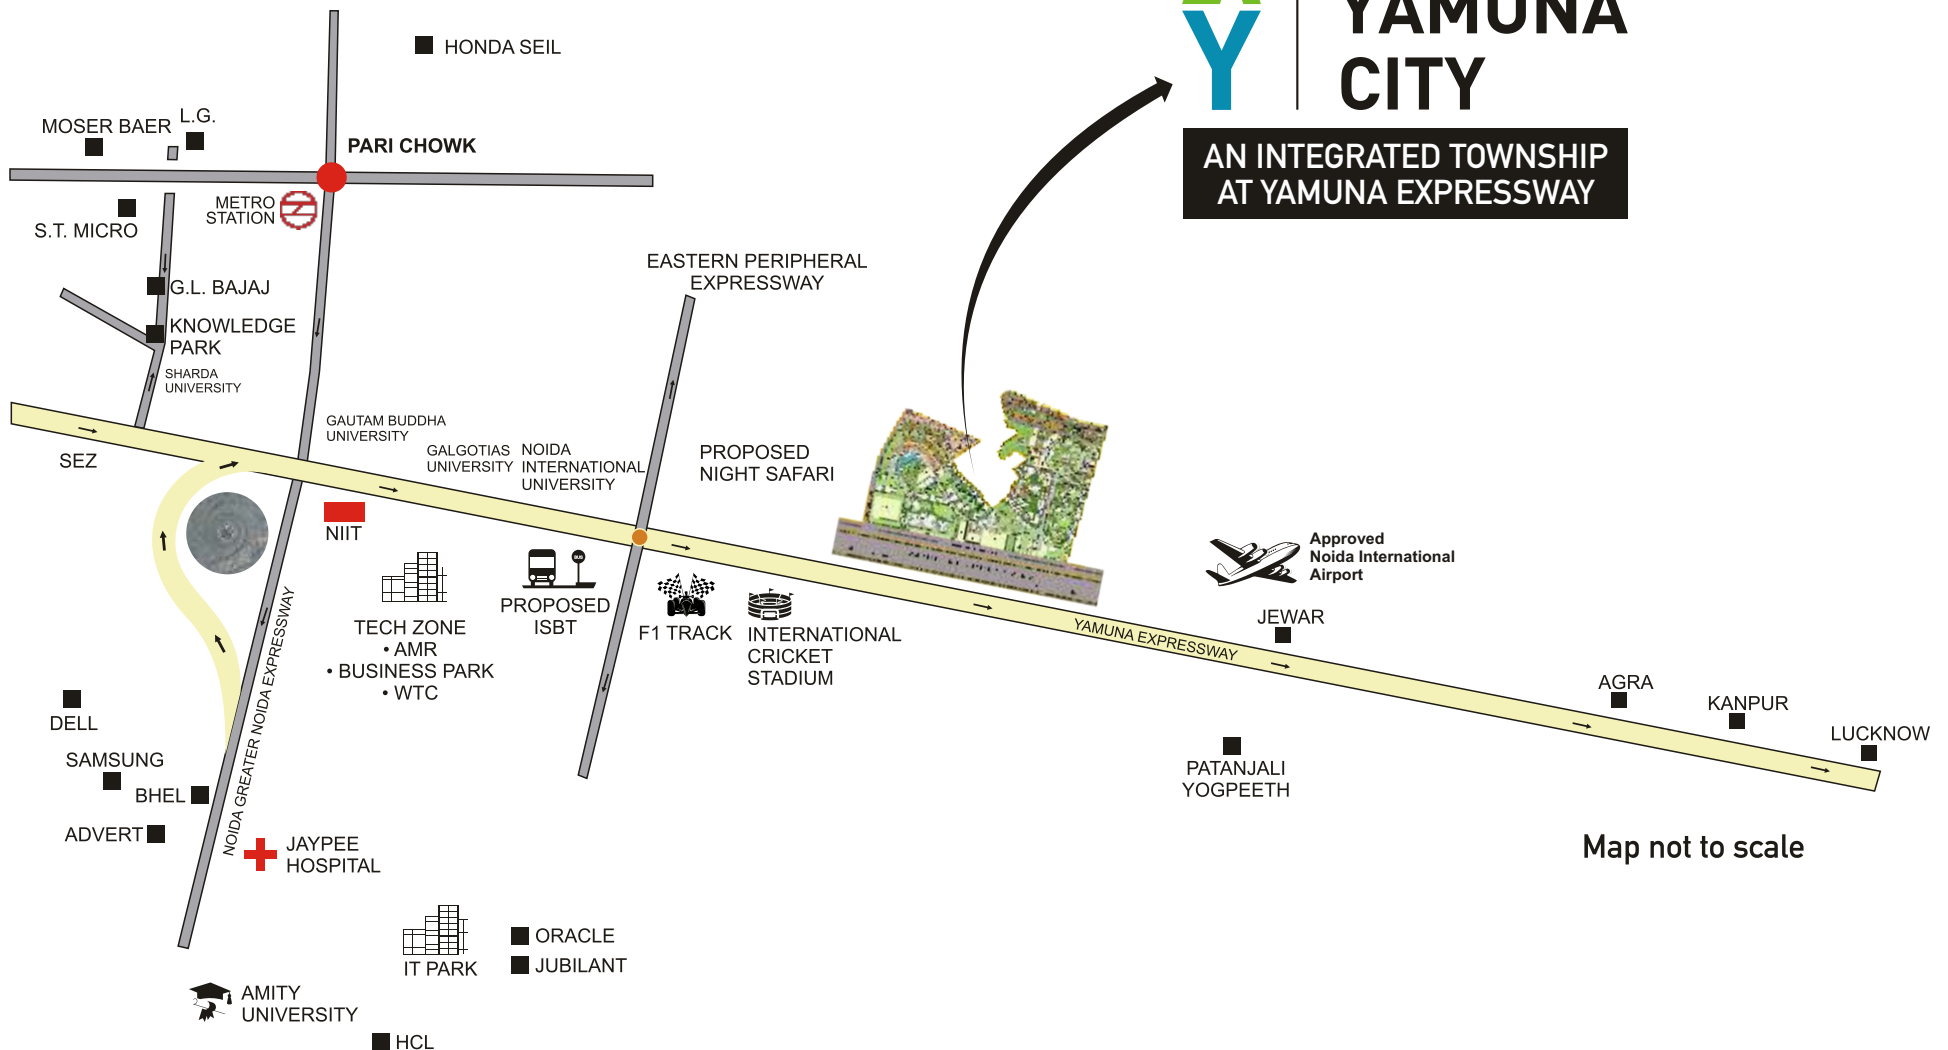 YAMUNA
CITY
AN INTEGRATED TOWNSHIP
AT YAMUNA EXPRESSWAY
HONDA SEIL
MOSER BAER
L.G.
PARI CHOWK
METRO
STATION
S.T. MICRO
G.L. BAJAJ
KNOWLEDGE
PARK
SHARDA
UNIVERSITY
EASTERN PERIPHERAL
EXPRESSWAY
GAUTAM BUDDHA
UNIVERSITY
GALGOTIAS
UNIVERSITY
NOIDA
INTERNATIONAL
UNIVERSITY
PROPOSED
NIGHT SAFARI
SEZ
NIIT
TECH ZONE
• AMR
• BUSINESS PARK
• WTC
BUS
PROPOSED
ISBT
F1 TRACK
INTERNATIONAL
CRICKET
STADIUM
YAMUNA EXPRESSWAY
Approved
Noida International
Airport
JEWAR
AGRA
KANPUR
LUCKNOW
PATANJALI
YOGPEETH
NOIDA GREATER NOIDA EXPRESSWAY
DELL
SAMSUNG
BHEL
ADVERT
JAYPEE
HOSPITAL
Map not to scale
IT PARK
ORACLE
JUBILANT
AMITY
UNIVERSITY
HCL